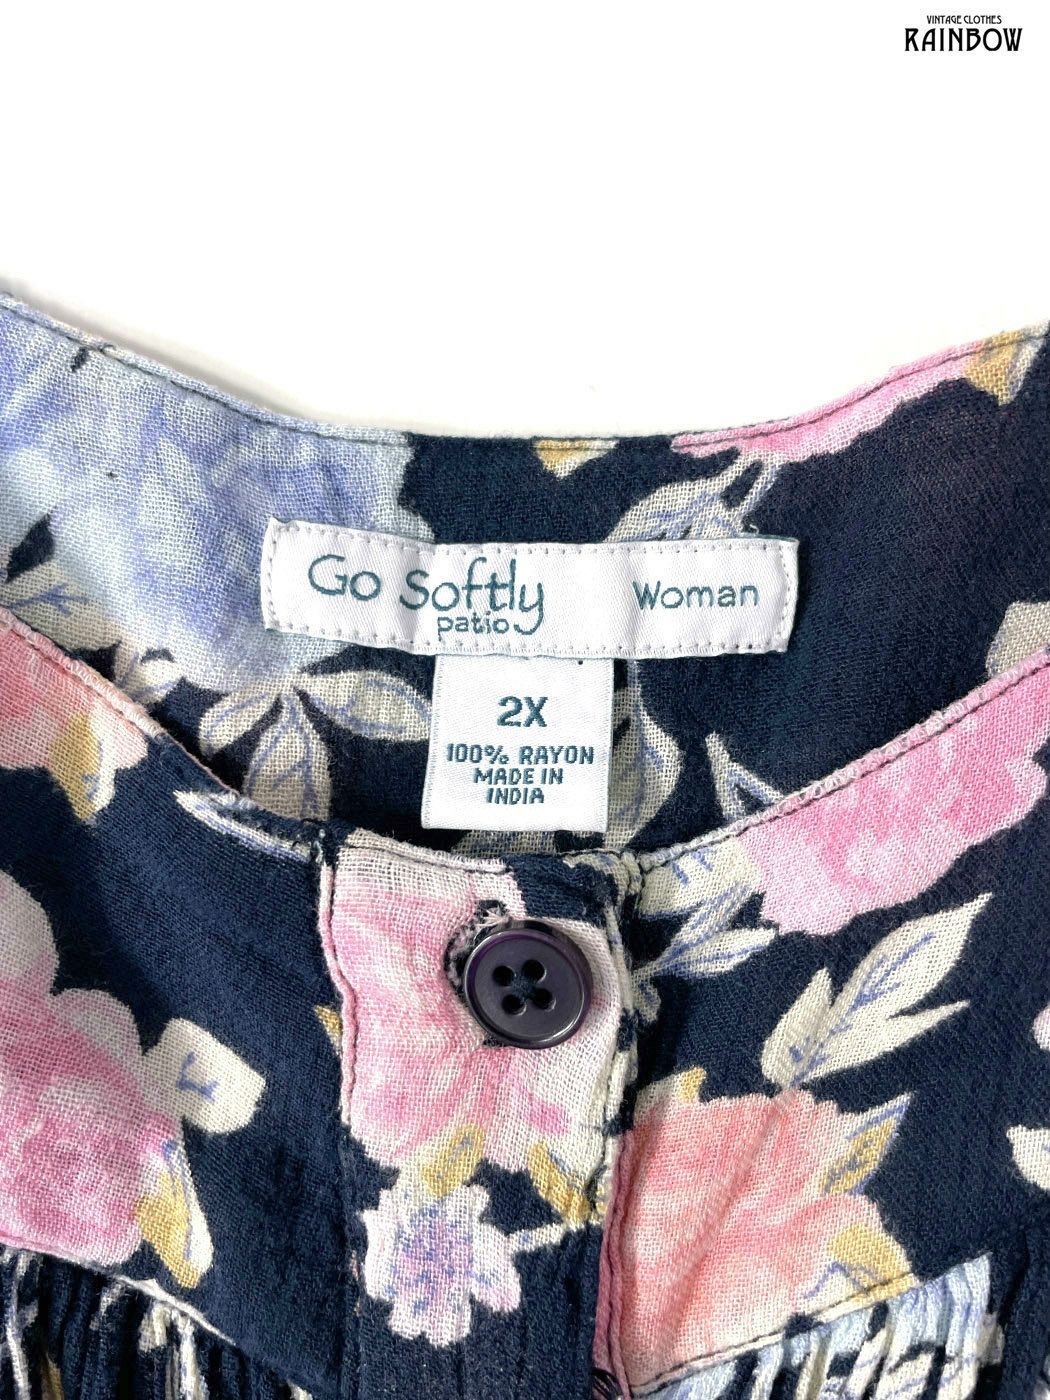 VINTAGE CLOTHES
RAINBOW
Go Softly
patio
Woman
2X
100% RAYON
MADE IN
INDIA